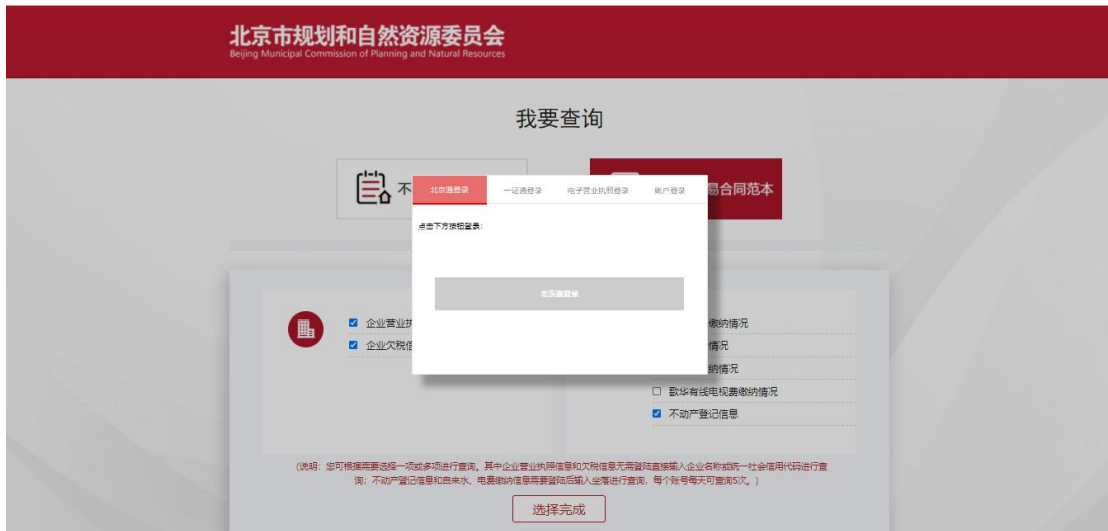 北京市规划和自然资源委员会
Beijing Municipal Commission of Planning and Natural Resources
我要查询
不
易合同范本
北京通登录
一证通登录
电子营业执照登录
账户登录
点击下方按钮登录：
北京通登录
企业营业执
企业欠税信
缴纳情况
情况
纳情况
歌华有线电视费缴纳情况
不动产登记信息
（说明：您可根据需要选择一项或多项进行查询。其中企业营业执照信息和欠税信息无需登陆直接输入企业名称或统一社会信用代码进行查
询；不动产登记信息和自来水、电费缴纳信息需要登陆后输入坐落进行查询，每个账号每天可查询5次。）
选择完成